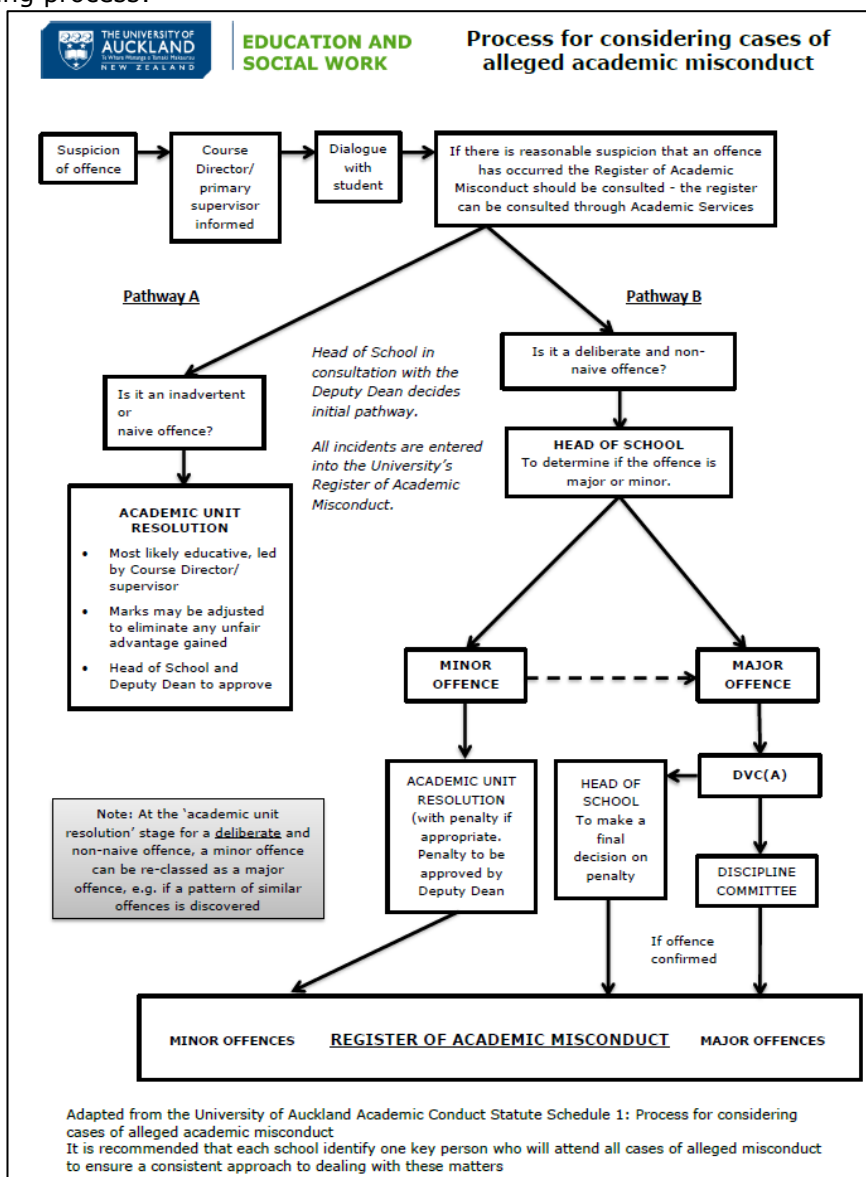 ng process:
THE UNIVERSITY OF
AUCKLAND
Te Whare Wānanga o Tāmaki Makaurau
NEW ZEALAND
EDUCATION AND
SOCIAL WORK
Process for considering cases of
alleged academic misconduct
Suspicion
of offence
Course
Director/
primary
supervisor
informed
Dialogue
with
student
If there is reasonable suspicion that an offence
has occurred the Register of Academic
Misconduct should be consulted - the register
can be consulted through Academic Services
Pathway A
Pathway B
Is it an inadvertent
or
naive offence?
Head of School in
consultation with the
Deputy Dean decides
initial pathway.
All incidents are entered
into the University's
Register of Academic
Misconduct.
Is it a deliberate and non-
naive offence?
HEAD OF SCHOOL
To determine if the offence is
major or minor.
ACADEMIC UNIT
RESOLUTION
• Most likely educative, led
by Course Director/
supervisor
• Marks may be adjusted
to eliminate any unfair
advantage gained
• Head of School and
Deputy Dean to approve
MINOR
OFFENCE
MAJOR
OFFENCE
Note: At the 'academic unit
resolution' stage for a deliberate and
non-naive offence, a minor offence
can be re-classed as a major
offence, e.g. if a pattern of similar
offences is discovered
ACADEMIC UNIT
RESOLUTION
(with penalty if
appropriate.
Penalty to be
approved by
Deputy Dean
HEAD OF
SCHOOL
To make a
final
decision on
penalty
DVC(A)
DISCIPLINE
COMMITTEE
If offence
confirmed
MINOR OFFENCES REGISTER OF ACADEMIC MISCONDUCT MAJOR OFFENCES
Adapted from the University of Auckland Academic Conduct Statute Schedule 1: Process for considering
cases of alleged academic misconduct
It is recommended that each school identify one key person who will attend all cases of alleged misconduct
to ensure a consistent approach to dealing with these matters